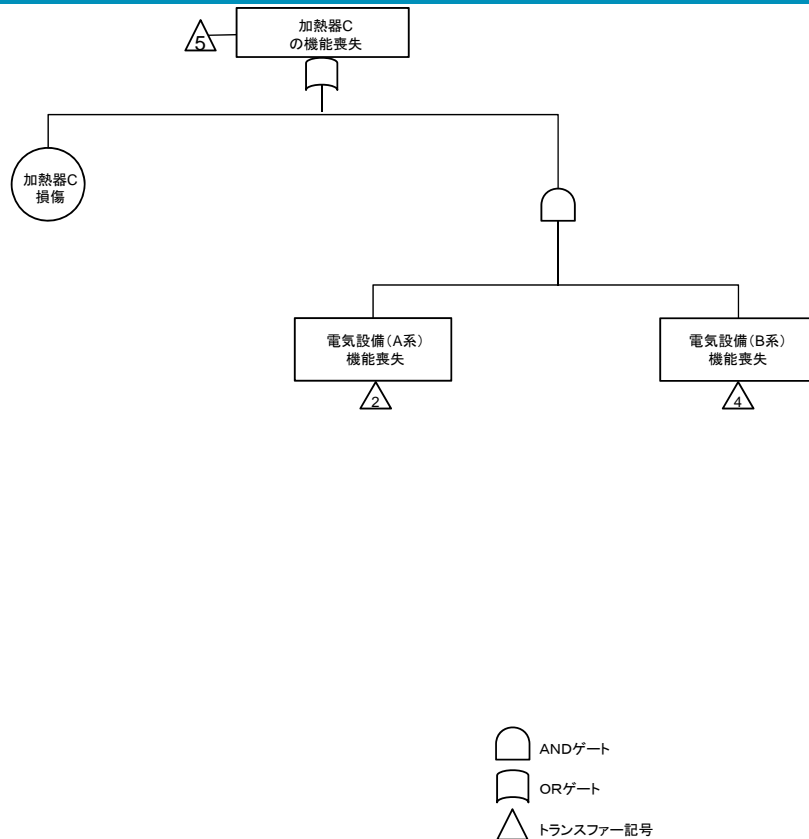 5
加熱器C
の機能喪失
加熱器C
損傷
電気設備(A系)
機能喪失
電気設備(B系)
機能喪失
2
4
ANDゲート
ORゲート
トランスファー記号